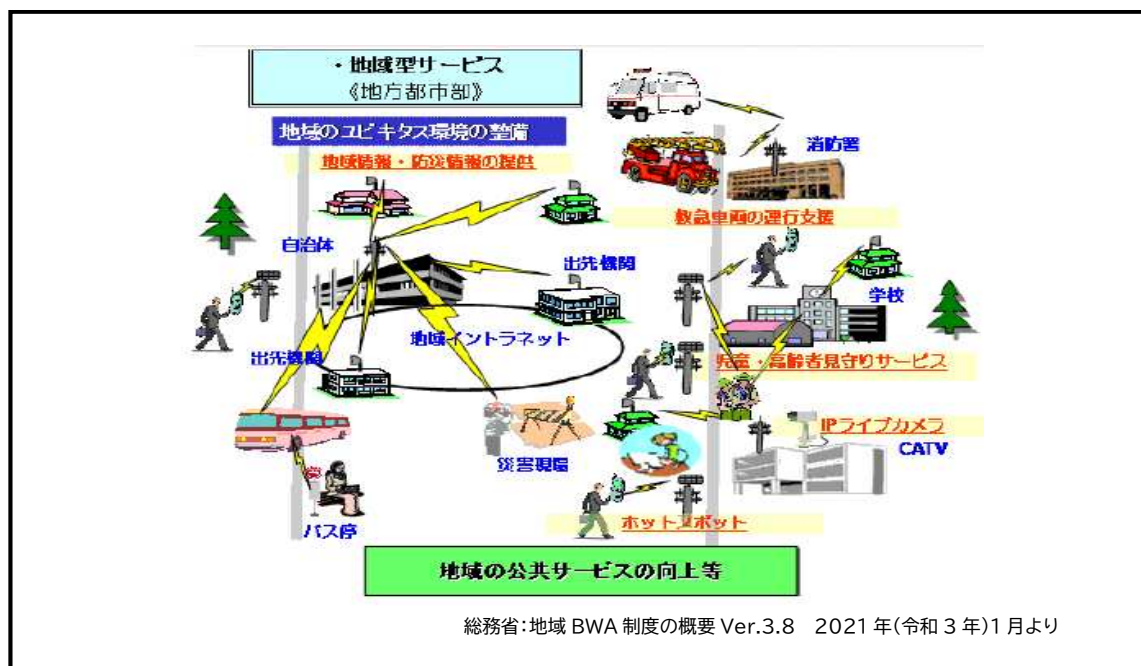 ・地域型サービス
《地方都市部》
地域のユビキタス環境の整備
地域情報・防災情報の提供
消防署
救急車両の運行支援
自治体
出先機関
学校
地域イントラネット
出先機関
児童・高齢者見守りサービス
IPライブカメラ
CATV
災害現場
ホットスポット
バス停
地域の公共サービスの向上等
総務省:地域 BWA 制度の概要 Ver.3.8 2021 年(令和 3 年)1 月より